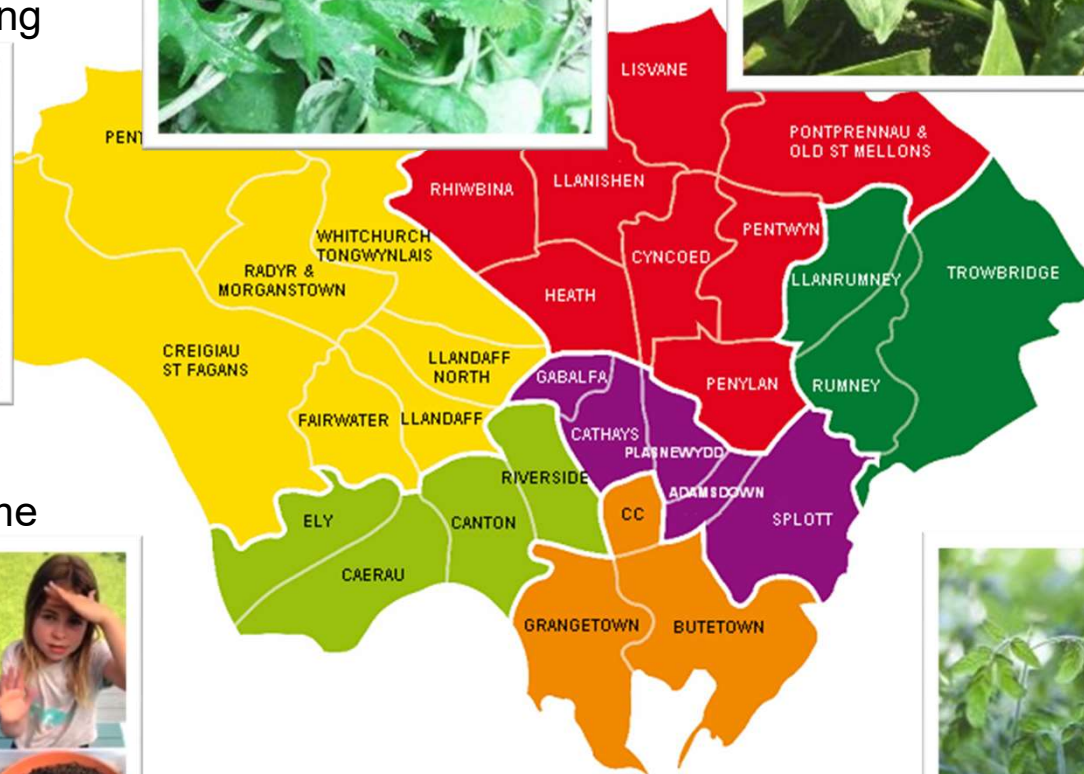 ng
LISVANE
PONTPRENNAU &
OLD ST MELLONS
PENT
RHIWBINA
LLANISHEN
WHITCHURCH
TONGWYNLAIS
CYNCOED
PENTWYN
RADYR &
MORGANSTOWN
LLANRUMNEY
TROWBRIDGE
HEATH
CREIGIAU
ST FAGANS
LLANDAFF
NORTH
GABALFA
PENYLAN
RUMNEY
FAIRWATER
LLANDAFF
CATHAYS
PLASNEWYDD
RIVERSIDE
ADAMSDOWN
ne
ELY
CANTON
CC
SPLOTT
CAERAU
GRANGETOWN
BUTETOWN